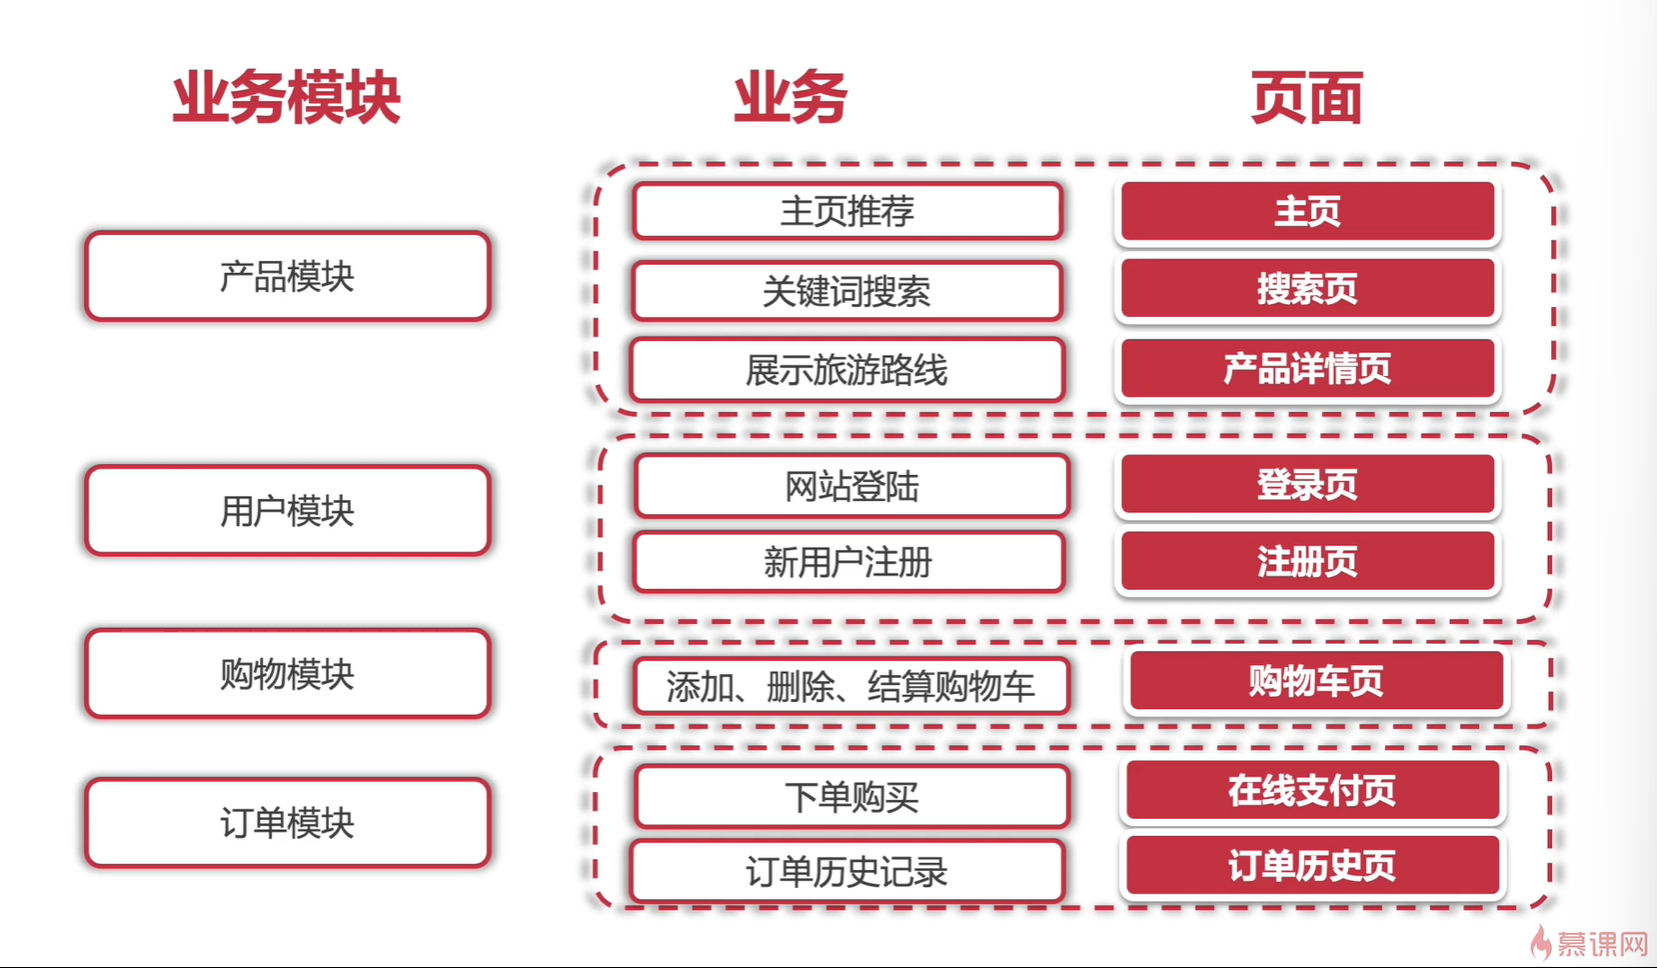 业务模块
业务
页面
产品模块
主页推荐
主页
关键词搜索
搜索页
展示旅游路线
产品详情页
用户模块
网站登陆
登录页
新用户注册
注册页
购物模块
添加、删除、结算购物车
购物车页
订单模块
下单购买
在线支付页
订单历史记录
订单历史页
慕课网